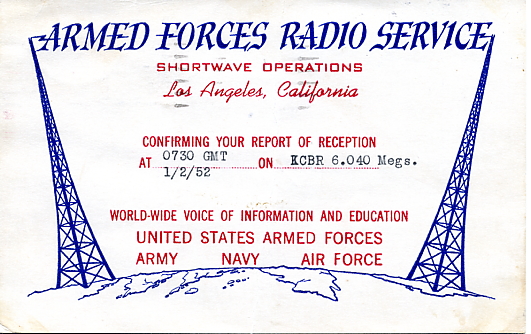 ARMED FORCES RADIO SERVICE
SHORTWAVE OPERATIONS
Los Angeles, California
CONFIRMING YOUR REPORT OF RECEPTION
AT 0730 GMT ON KCBR 6.040 Megs.
1/2/52
WORLD-WIDE VOICE OF INFORMATION AND EDUCATION
UNITED STATES ARMED FORCES
ARMY NAVY AIR FORCE